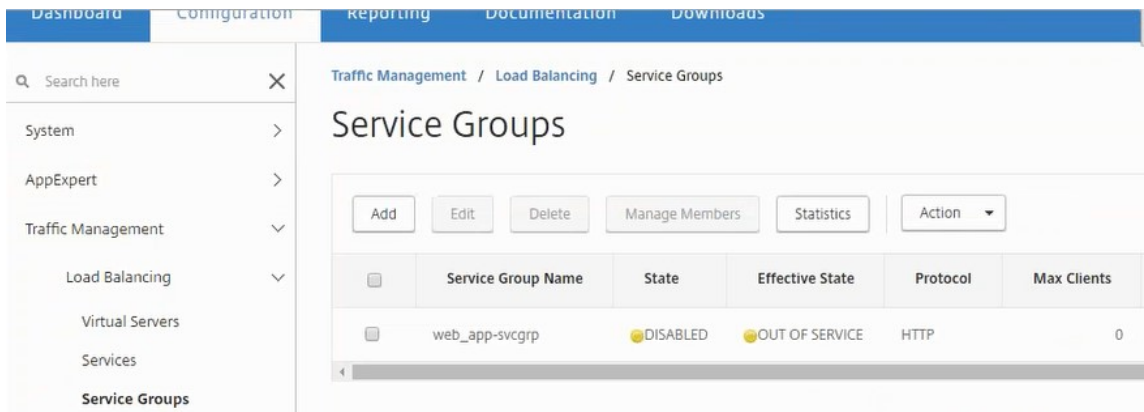 Dashboard Configuration Reporting Documentation Downloads
Search here
System
AppExpert
Traffic Management
Load Balancing
Virtual Servers
Services
Service Groups
Traffic Management / Load Balancing / Service Groups
Service Groups
Add Edit Delete Manage Members Statistics Action
Service Group Name State Effective State Protocol Max Clients
web_app-svcgrp DISABLED OUT OF SERVICE HTTP 0